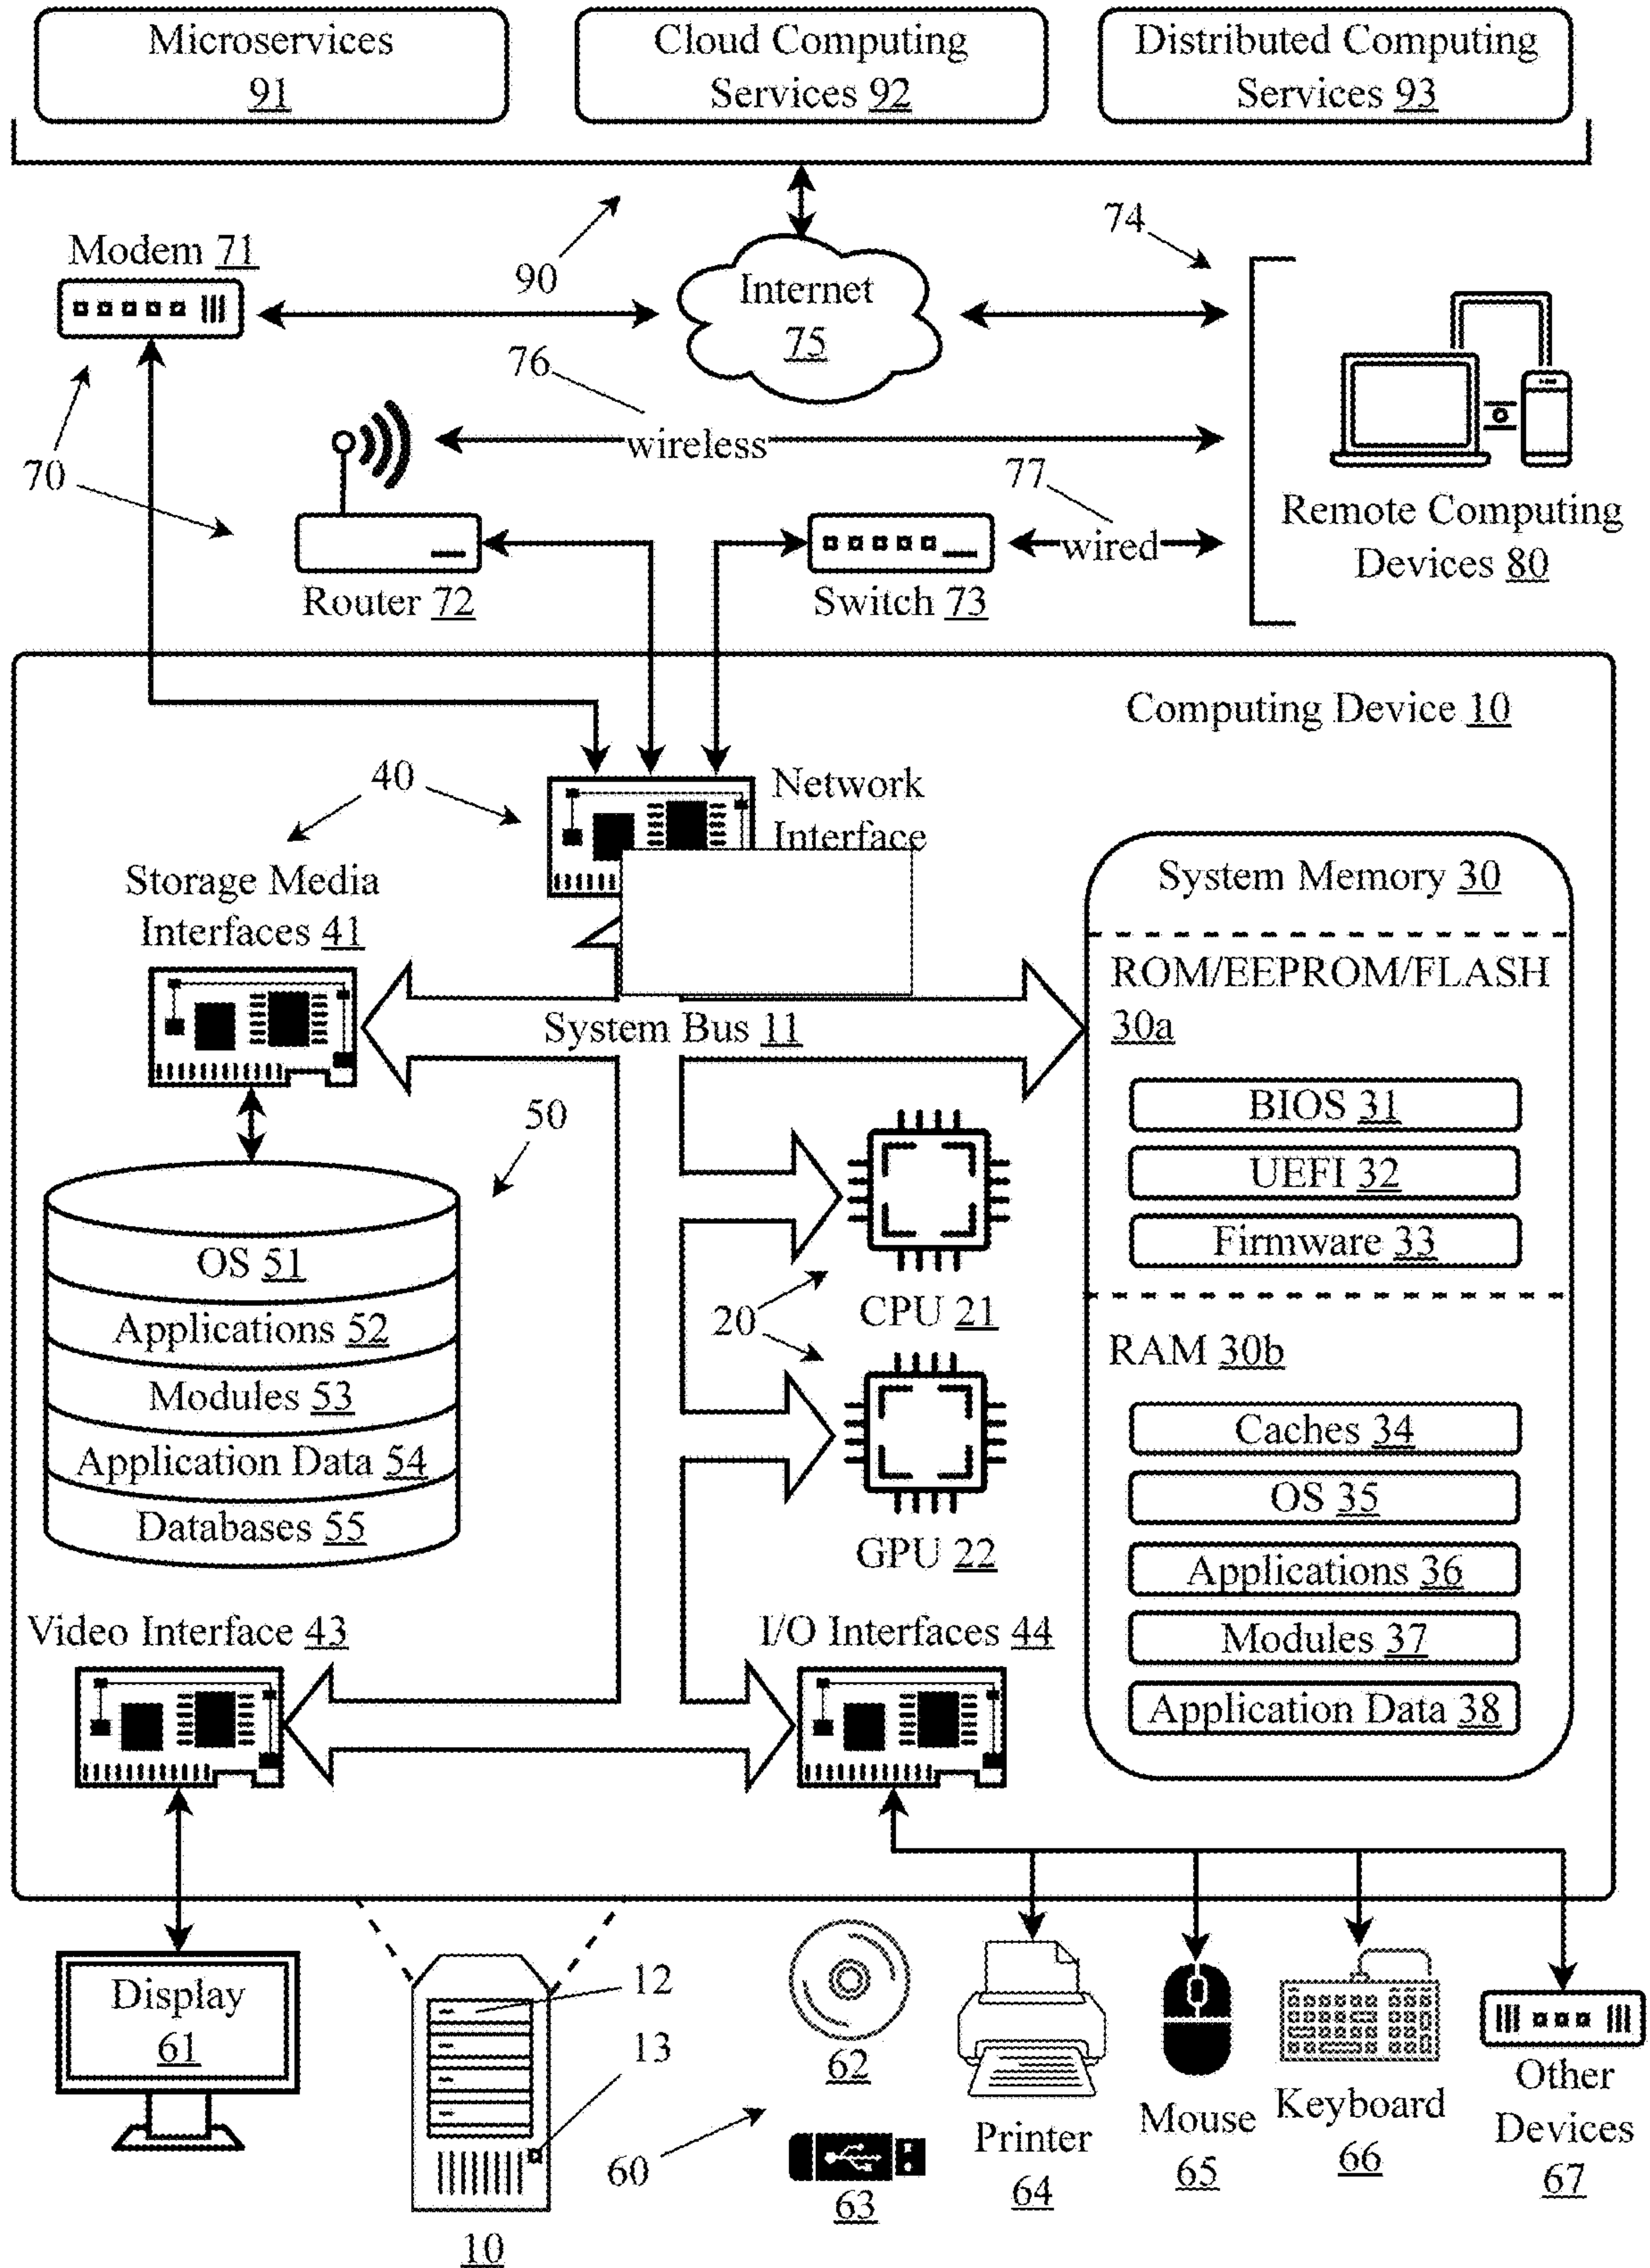 Microservices
91
Cloud Computing
Services 92
Distributed Computing
Services 93
74
90
Modem 71
Internet
75
76
wireless
70
77
wired
Remote Computing
Devices 80
Router 72
Switch 73
Computing Device 10
40
Network
Interface
Storage Media
Interfaces 41
System Memory 30
ROM/EEPROM/FLASH
30a
System Bus 11
BIOS 31
UEFI 32
Firmware 33
50
OS 51
Applications 52
Modules 53
Application Data 54
Databases 55
20
CPU 21
GPU 22
RAM 30b
Caches 34
OS 35
Applications 36
Modules 37
Application Data 38
Video Interface 43
I/O Interfaces 44
Display
61
12
13
10
60
62
63
Printer
64
Mouse
65
Keyboard
66
Other
Devices
67